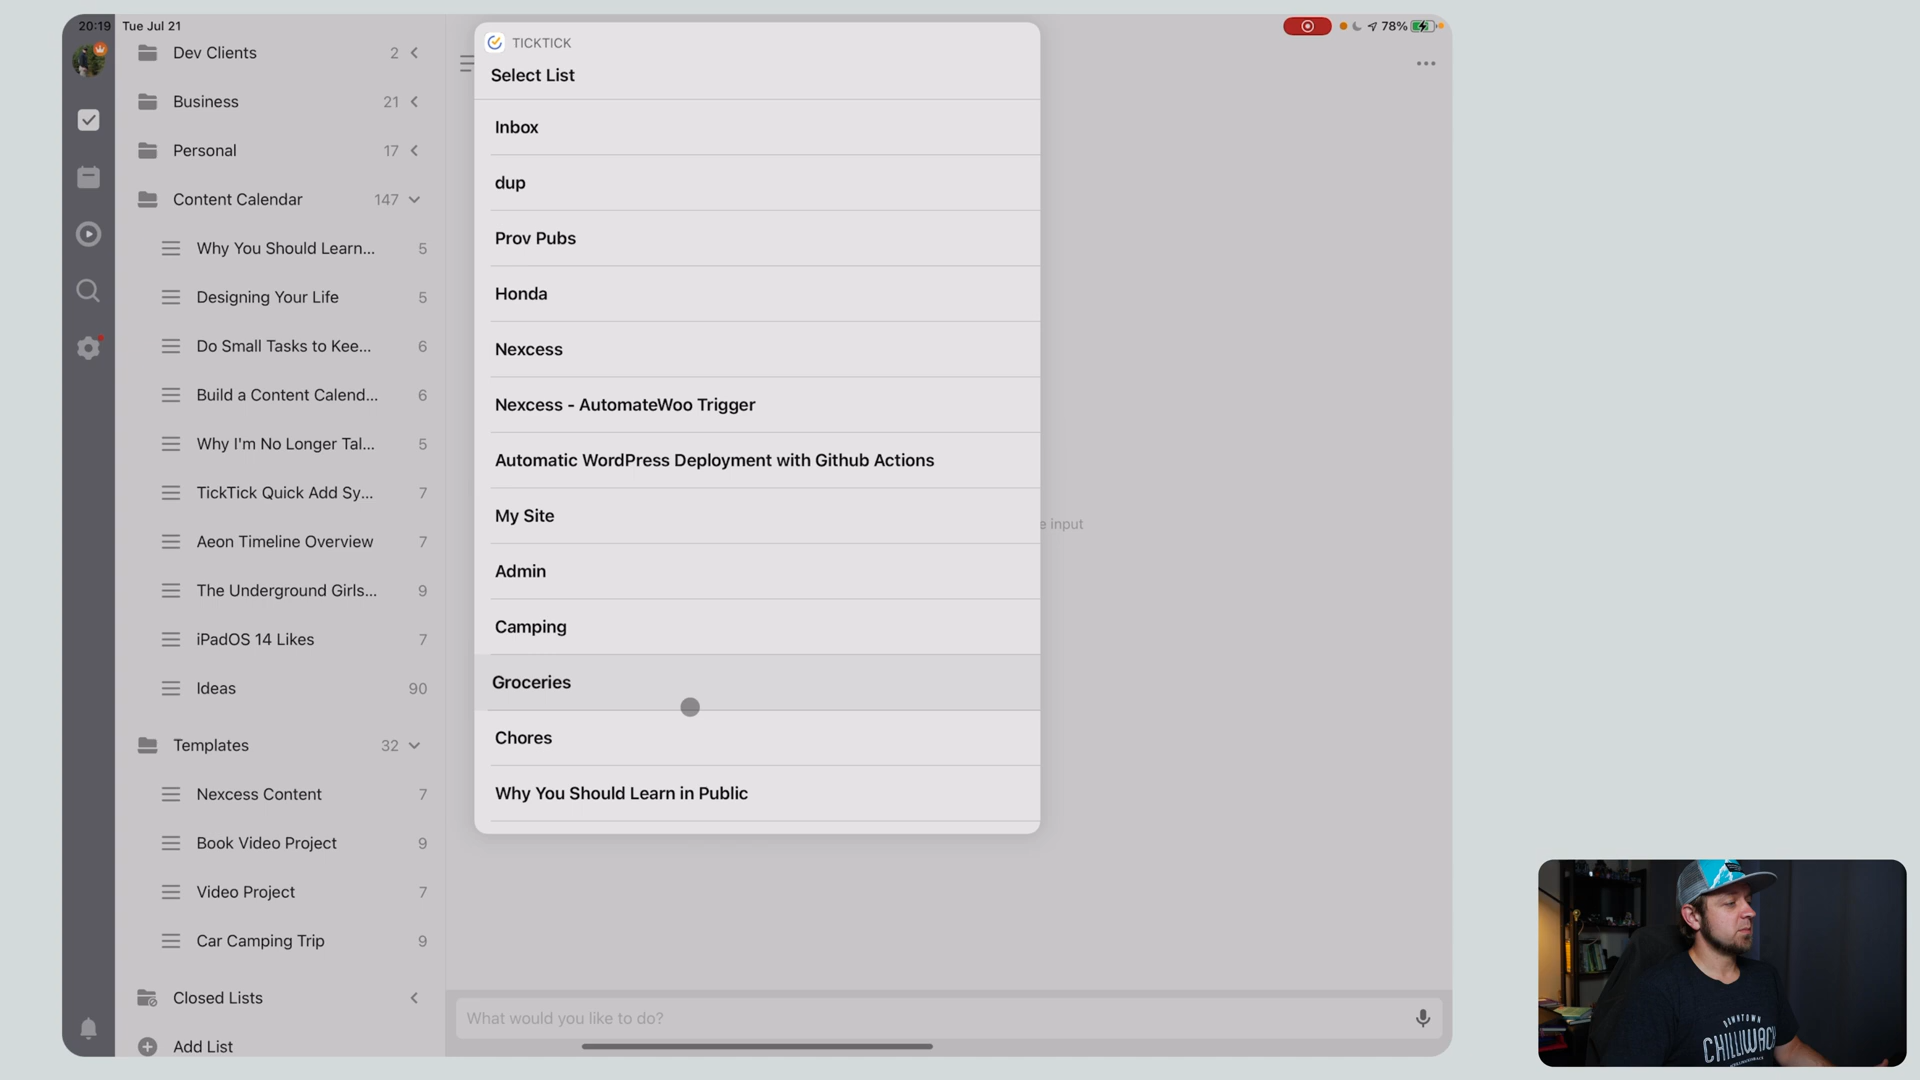 20:19 Tue Jul 21
78%
Dev Clients 2
Business 21
Personal 17
Content Calendar 147
Why You Should Learn... 5
Designing Your Life 5
Do Small Tasks to Kee... 6
Build a Content Calend... 6
Why I'm No Longer Tal... 5
TickTick Quick Add Sy... 7
Aeon Timeline Overview 7
The Underground Girls... 9
iPadOS 14 Likes 7
Ideas 90
Templates 32
Nexcess Content 7
Book Video Project 9
Video Project 7
Car Camping Trip 9
Closed Lists
Add List
TICKTICK
Select List
Inbox
dup
Prov Pubs
Honda
Nexcess
Nexcess - AutomateWoo Trigger
Automatic WordPress Deployment with Github Actions
My Site
Admin
Camping
Groceries
Chores
Why You Should Learn in Public
e input
What would you like to do?
DOWNTOWN
CHILLIWACK